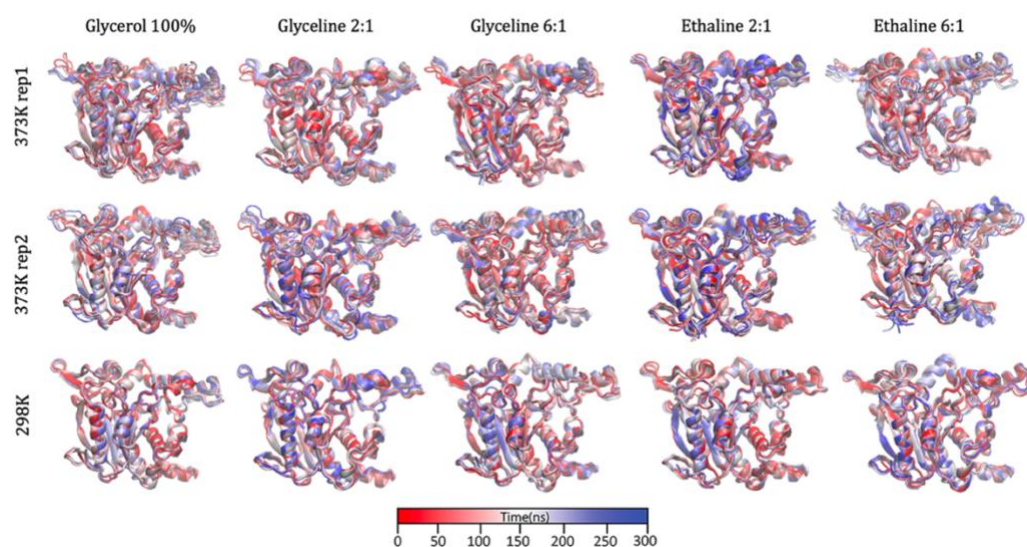 Glycerol 100% Glyceline 2:1 Glyceline 6:1 Ethaline 2:1 Ethaline 6:1
373K rep1
373K rep2
298K
Time(ns)
0 50 100 150 200 250 300